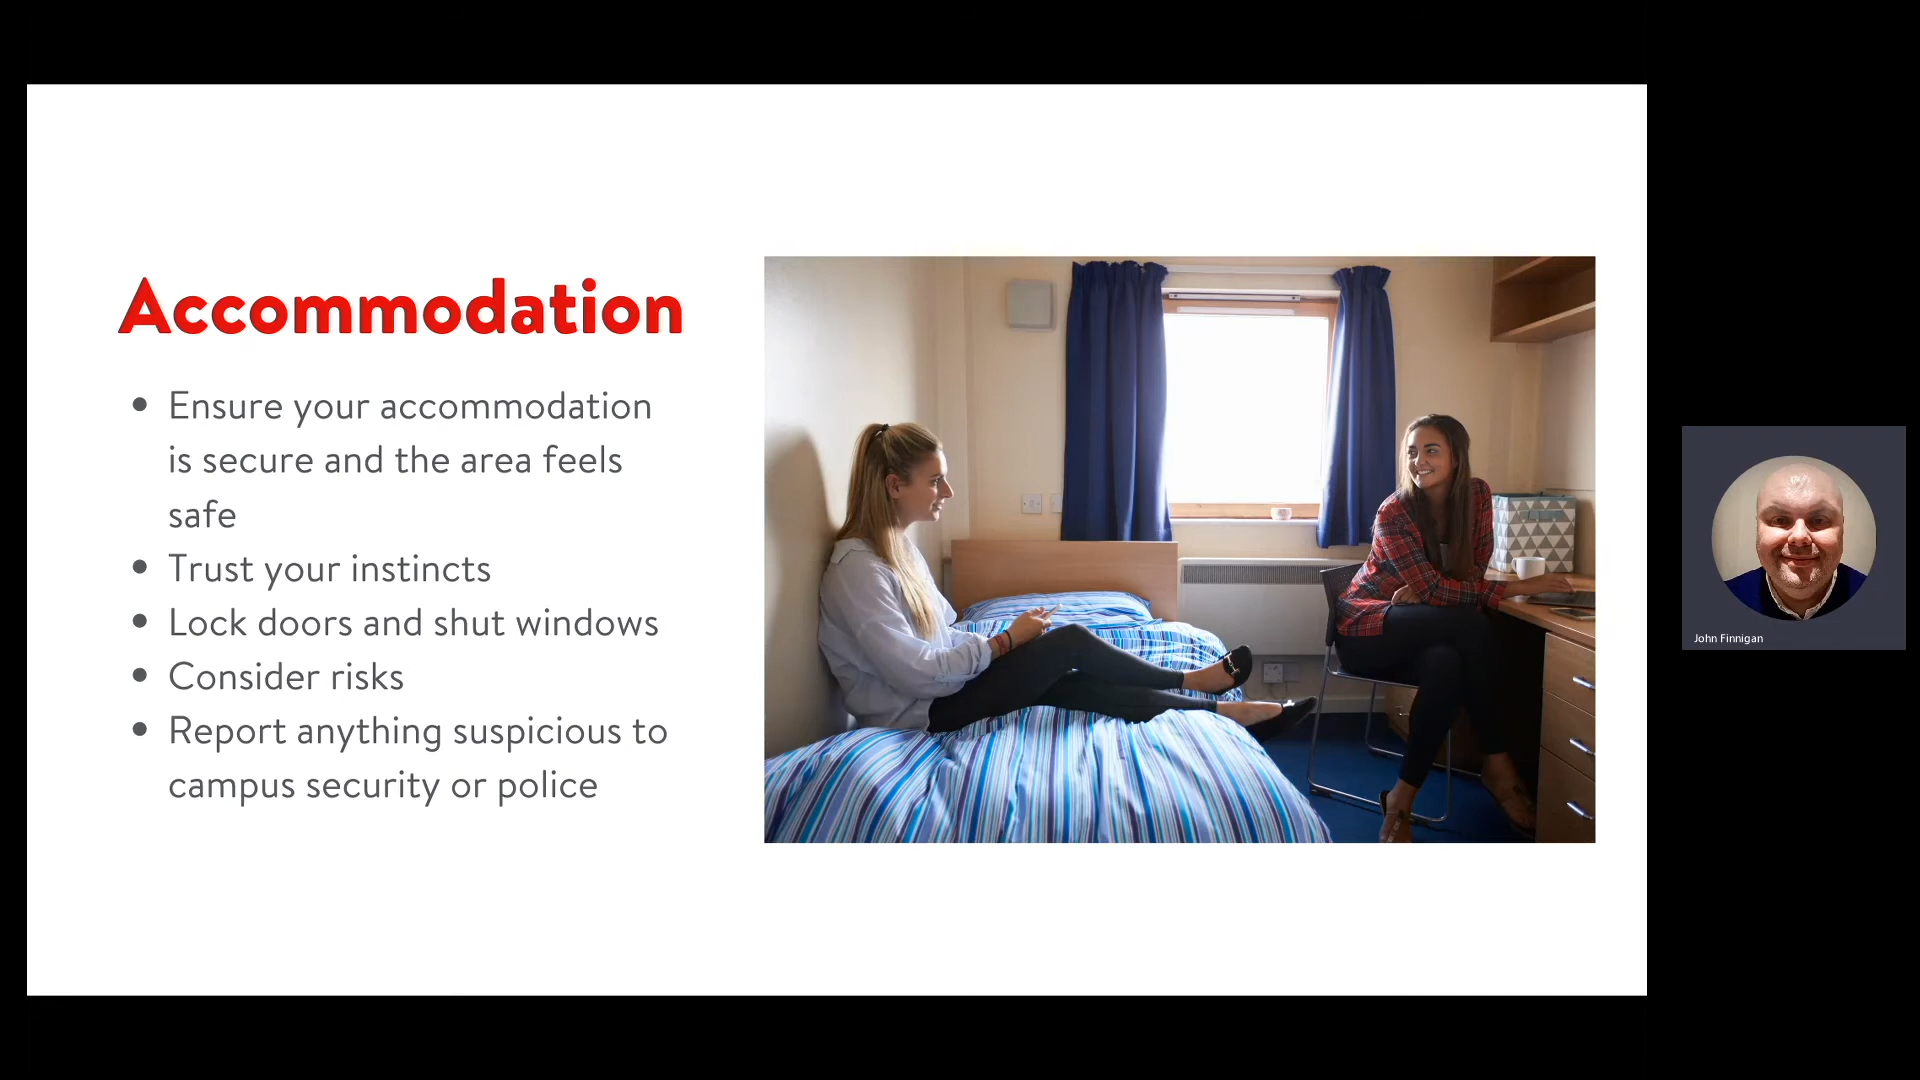 Accommodation
• Ensure your accommodation
is secure and the area feels
safe
• Trust your instincts
• Lock doors and shut windows
• Consider risks
• Report anything suspicious to
campus security or police
John Finnigan